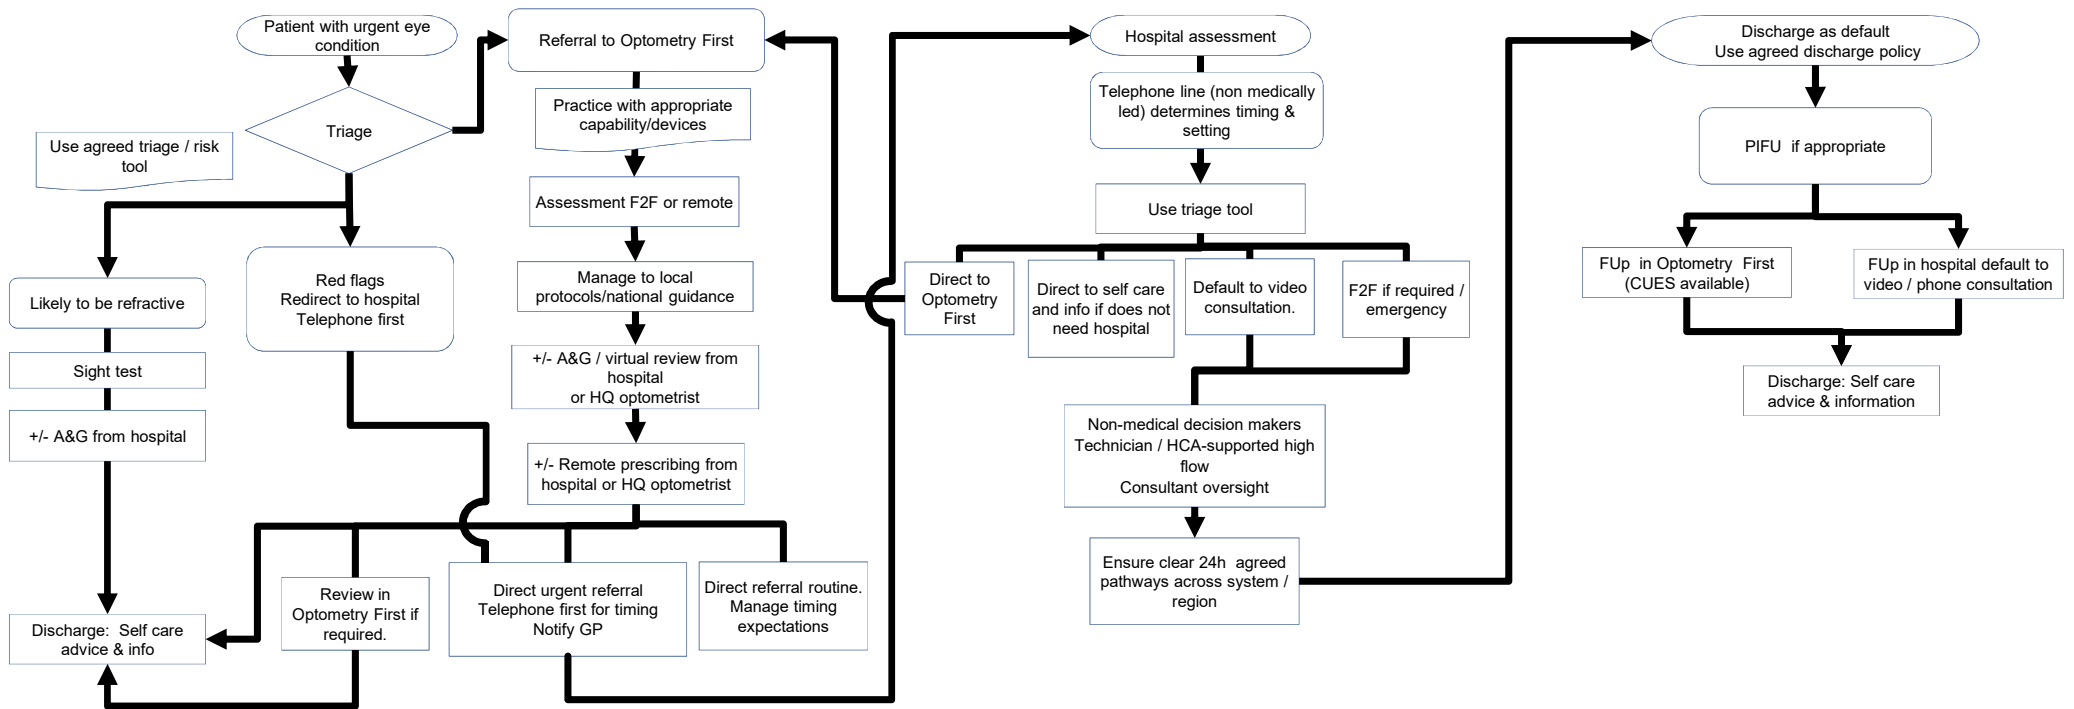 Patient with urgent eye
condition
Triage
Use agreed triage / risk
tool
Likely to be refractive
Sight test
+/- A&G from hospital
Discharge: Self care
advice & info
Red flags
Redirect to hospital
Telephone first
Referral to Optometry First
Practice with appropriate
capability/devices
Assessment F2F or remote
Manage to local
protocols/national guidance
+/- A&G / virtual review from
hospital
or HQ optometrist
+/- Remote prescribing from
hospital or HQ optometrist
Review in
Optometry First if
required.
Direct urgent referral
Telephone first for timing
Notify GP
Direct referral routine.
Manage timing
expectations
Hospital assessment
Telephone line (non medically
led) determines timing &
setting
Use triage tool
Direct to
Optometry
First
Direct to self care
and info if does not
need hospital
Default to video
consultation.
F2F if required /
emergency
Non-medical decision makers
Technician / HCA-supported high
flow
Consultant oversight
Ensure clear 24h agreed
pathways across system /
region
Discharge as default
Use agreed discharge policy
PIFU if appropriate
FUp in Optometry First
(CUES available)
FUp in hospital default to
video / phone consultation
Discharge: Self care
advice & information